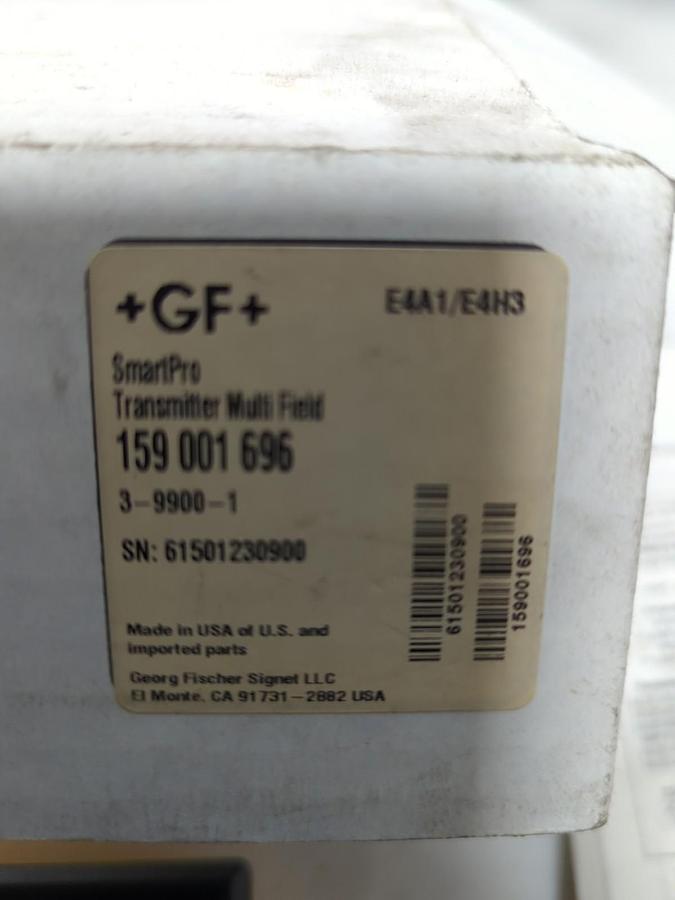 +GF+
E4A1/E4H3
SmartPro
Transmitter Multi Field
159 001 696
3-9900-1
SN: 61501230900
61501230900
159001696
Made in USA of U.S. and
imported parts
Georg Fischer Signet LLC
El Monte, CA 91731-2882 USA